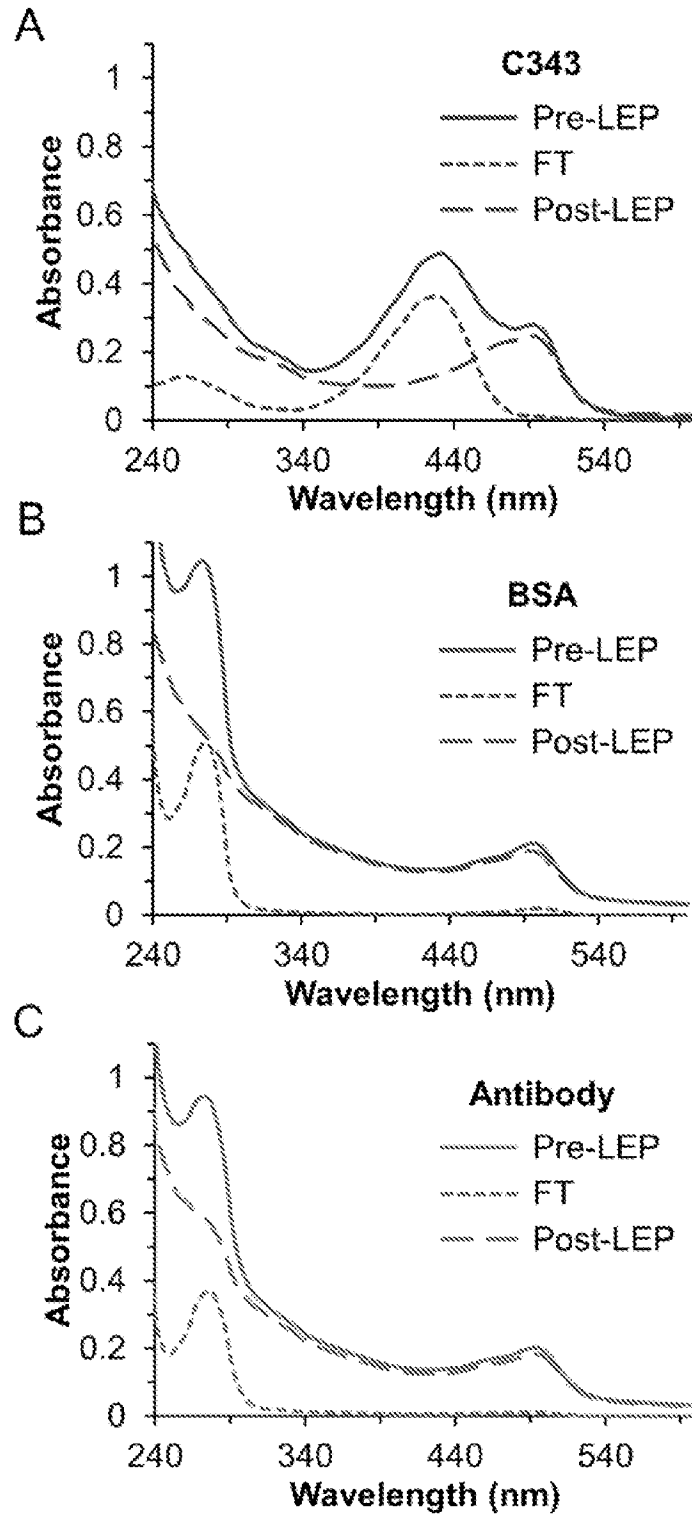 A
C343
Pre-LEP
FT
Post-LEP
Absorbance
1
0.8
0.6
0.4
0.2
0
240 340 440 540
Wavelength (nm)
B
BSA
Pre-LEP
FT
Post-LEP
Absorbance
1
0.8
0.6
0.4
0.2
0
240 340 440 540
Wavelength (nm)
C
Antibody
Pre-LEP
FT
Post-LEP
Absorbance
1
0.8
0.6
0.4
0.2
0
240 340 440 540
Wavelength (nm)